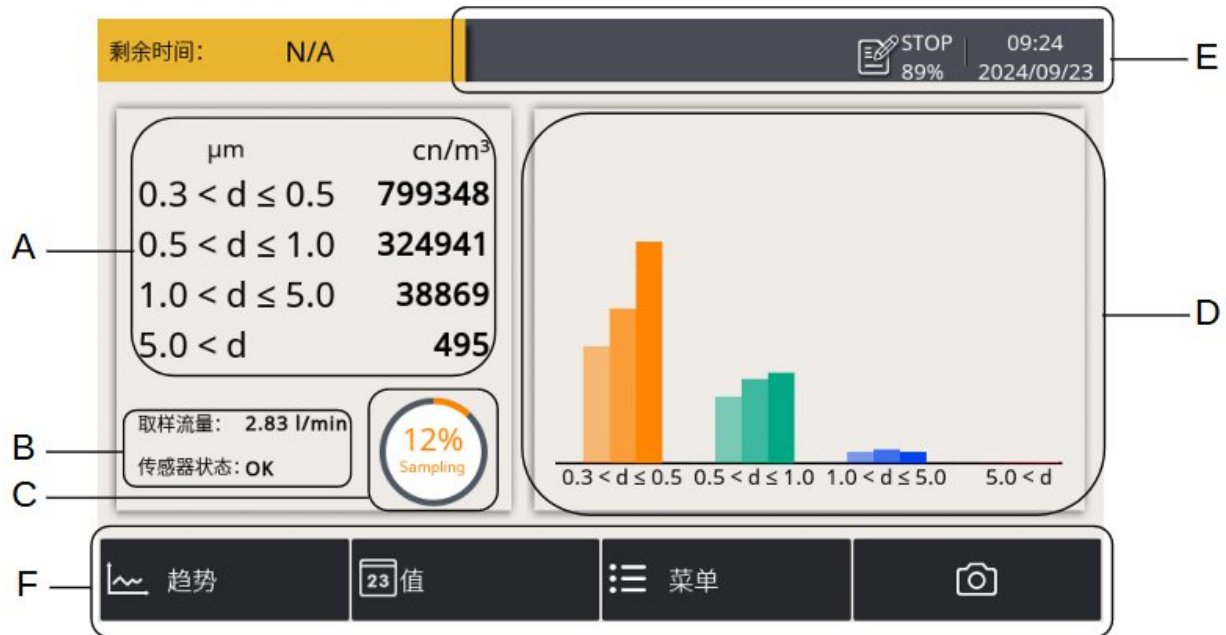 剩余时间： N/A
STOP 09:24
89% 2024/09/23
E
μm cn/m³
0.3 < d ≤ 0.5 799348
0.5 < d ≤ 1.0 324941
1.0 < d ≤ 5.0 38869
5.0 < d 495
A
取样流量： 2.83 l/min
传感器状态：OK
B
12%
Sampling
C
0.3 < d ≤ 0.5 0.5 < d ≤ 1.0 1.0 < d ≤ 5.0 5.0 < d
D
趋势 23 值 菜单
F